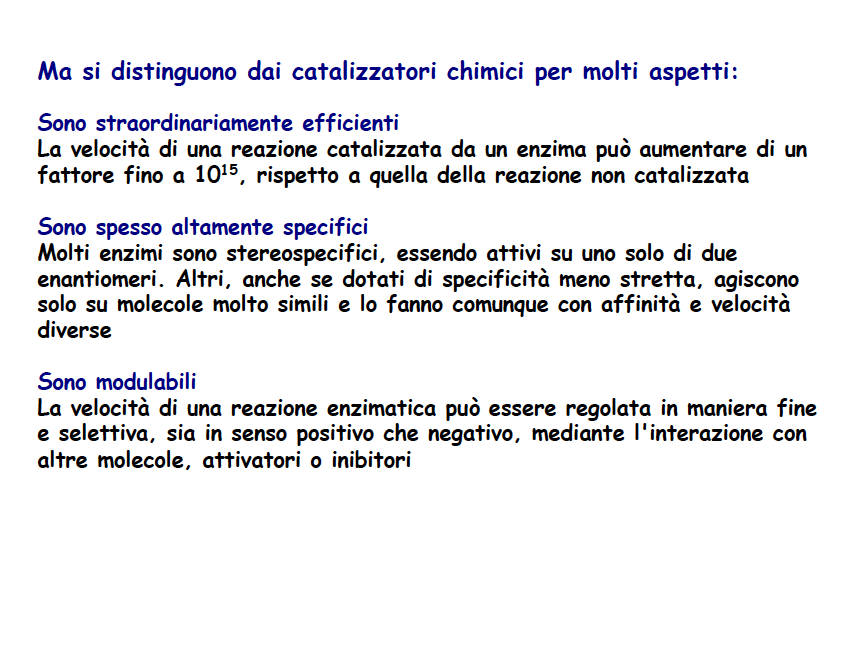 Ma si distinguono dai catalizzatori chimici per molti aspetti:
Sono straordinariamente efficienti
La velocità di una reazione catalizzata da un enzima può aumentare di un
fattore fino a 10¹⁵, rispetto a quella della reazione non catalizzata
Sono spesso altamente specifici
Molti enzimi sono stereospecifici, essendo attivi su uno solo di due
enantiomeri. Altri, anche se dotati di specificità meno stretta, agiscono
solo su molecole molto simili e lo fanno comunque con affinità e velocità
diverse
Sono modulabili
La velocità di una reazione enzimatica può essere regolata in maniera fine
e selettiva, sia in senso positivo che negativo, mediante l'interazione con
altre molecole, attivatori o inibitori